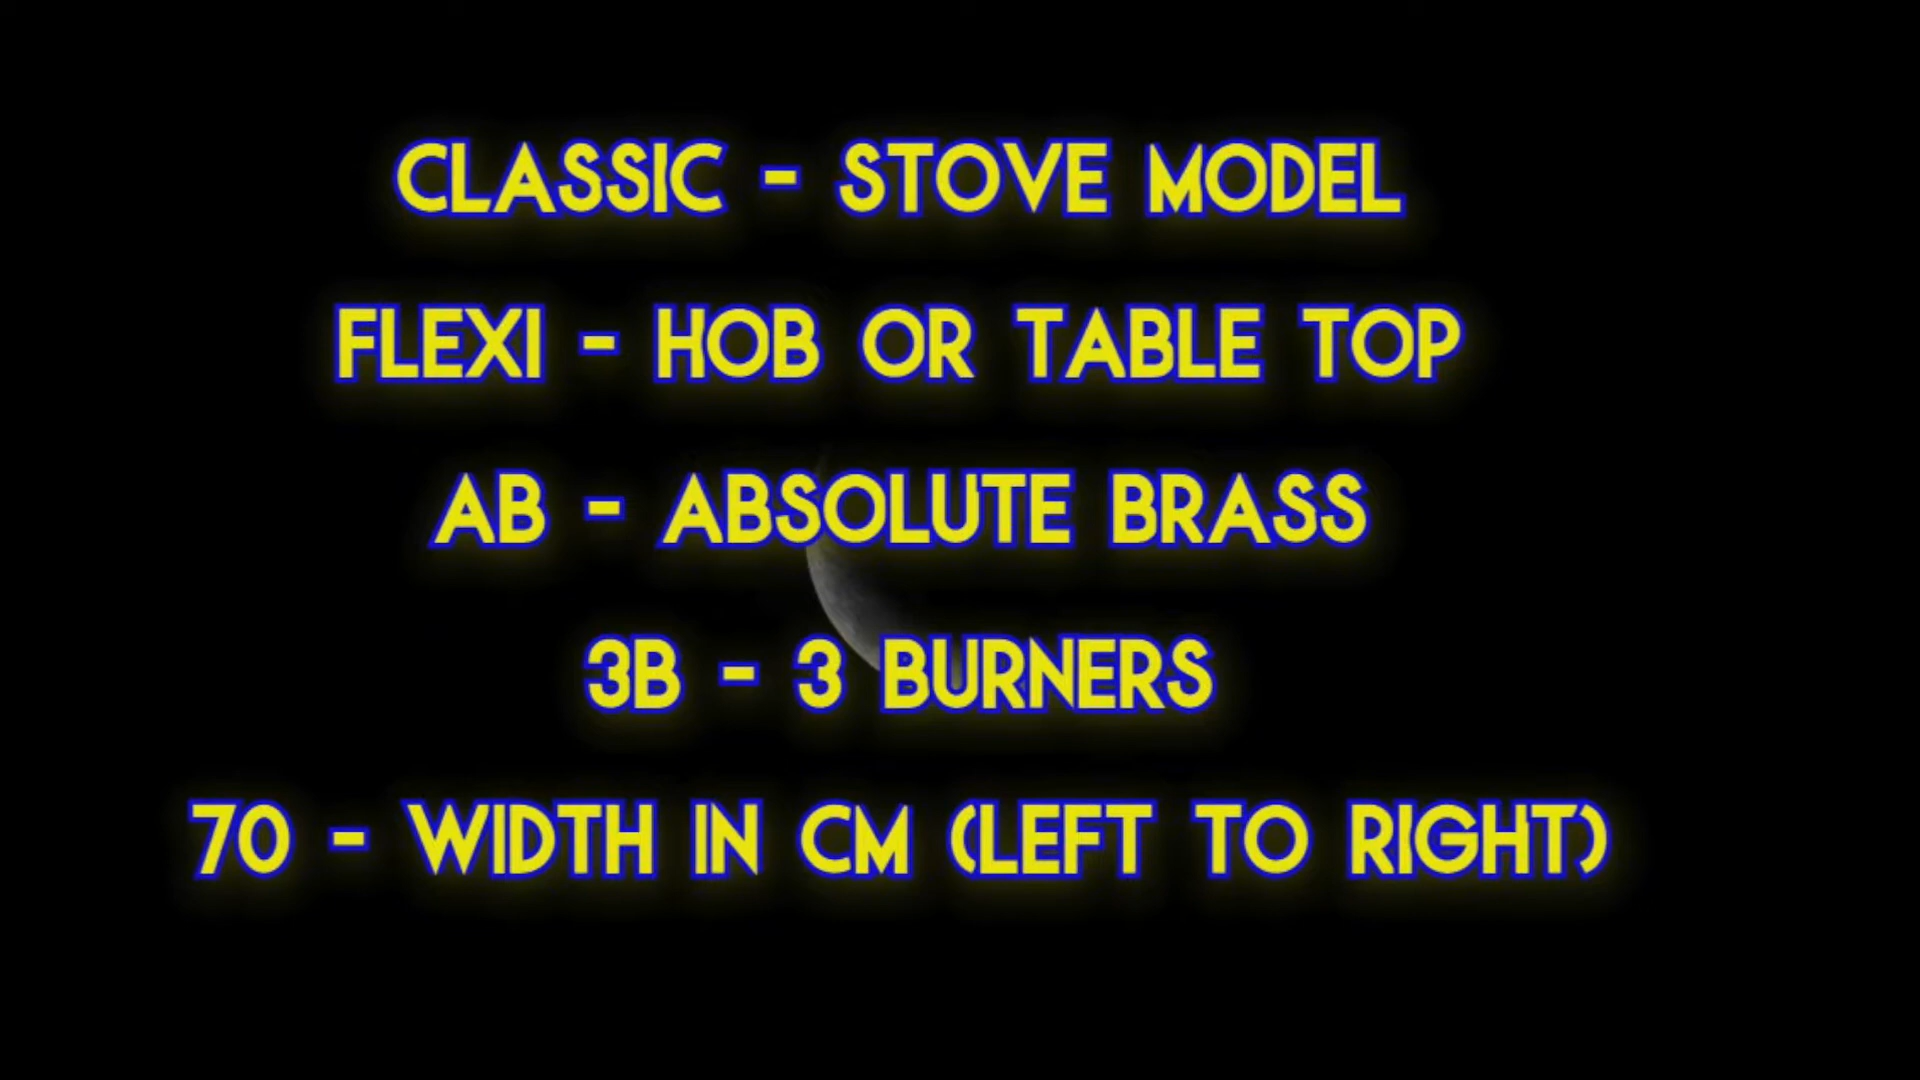 CLASSIC - STOVE MODEL
FLEXI - HOB OR TABLE TOP
AB - ABSOLUTE BRASS
3B - 3 BURNERS
70 - WIDTH IN CM (LEFT TO RIGHT)